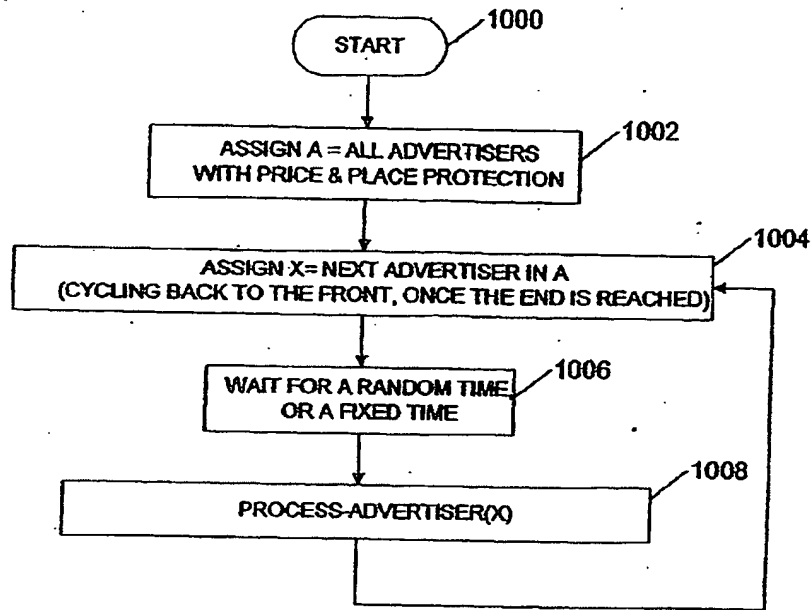 START
1000
ASSIGN A = ALL ADVERTISERS
WITH PRICE & PLACE PROTECTION
1002
ASSIGN X= NEXT ADVERTISER IN A
(CYCLING BACK TO THE FRONT, ONCE THE END IS REACHED)
1004
WAIT FOR A RANDOM TIME
OR A FIXED TIME
1006
PROCESS-ADVERTISER(X)
1008